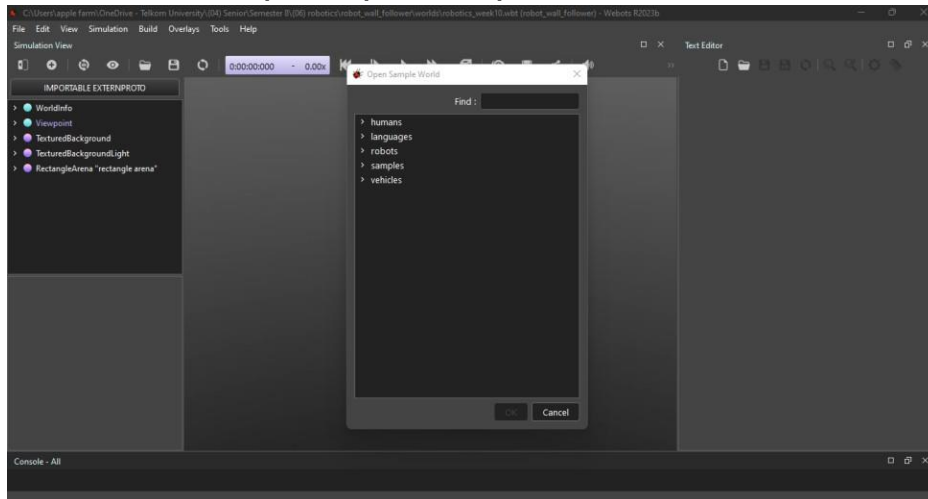 C:\Users\apple farm\OneDrive - Telkom University\(04) Senior\Semester II\(06) robotics\robot_wall_follower\worlds\robotics_week10.wbt (robot_wall_follower) - Webots R2023b
File Edit View Simulation Build Overlays Tools Help
Simulation View
Text Editor
0:00:00:000 - 0.00x
Open Sample World
IMPORTABLE EXTERNPROTO
Find :
WorldInfo
Viewpoint
TexturedBackground
TexturedBackgroundLight
RectangleArena "rectangle arena"
humans
languages
robots
samples
vehicles
OK Cancel
Console - All